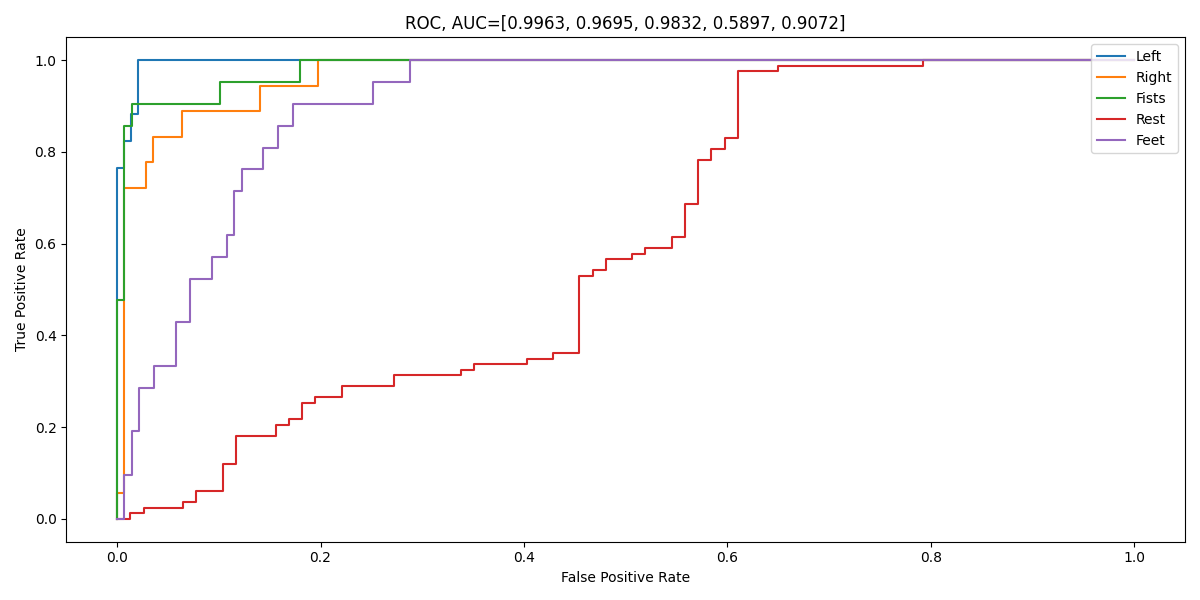 ROC, AUC=[0.9963, 0.9695, 0.9832, 0.5897, 0.9072]
True Positive Rate
1.0
0.8
0.6
0.4
0.2
0.0
Left
Right
Fists
Rest
Feet
0.0 0.2 0.4 0.6 0.8 1.0
False Positive Rate